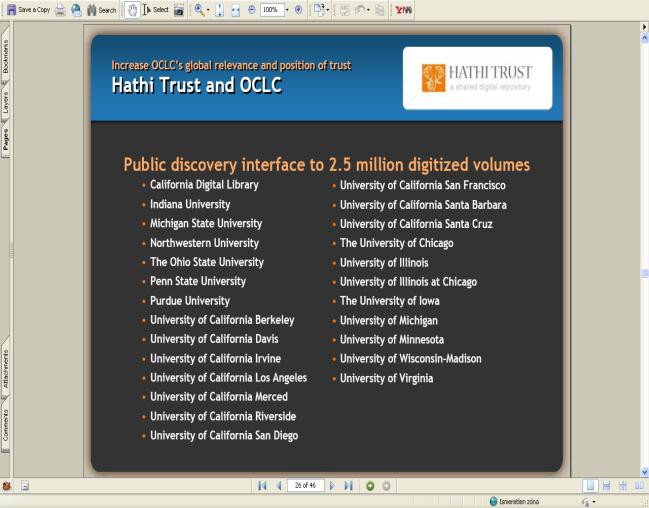 Save a Copy Search Select 100% Y!
Bookmarks
Layers
Pages
Attachments
Comments
Increase OCLC's global relevance and position of trust
Hathi Trust and OCLC
HATHI TRUST
a shared digital repository
Public discovery interface to 2.5 million digitized volumes
• California Digital Library
• Indiana University
• Michigan State University
• Northwestern University
• The Ohio State University
• Penn State University
• Purdue University
• University of California Berkeley
• University of California Davis
• University of California Irvine
• University of California Los Angeles
• University of California Merced
• University of California Riverside
• University of California San Diego
• University of California San Francisco
• University of California Santa Barbara
• University of California Santa Cruz
• The University of Chicago
• University of Illinois
• University of Illinois at Chicago
• The University of Iowa
• University of Michigan
• University of Minnesota
• University of Wisconsin-Madison
• University of Virginia
26 of 46
Ismeretlen zóna